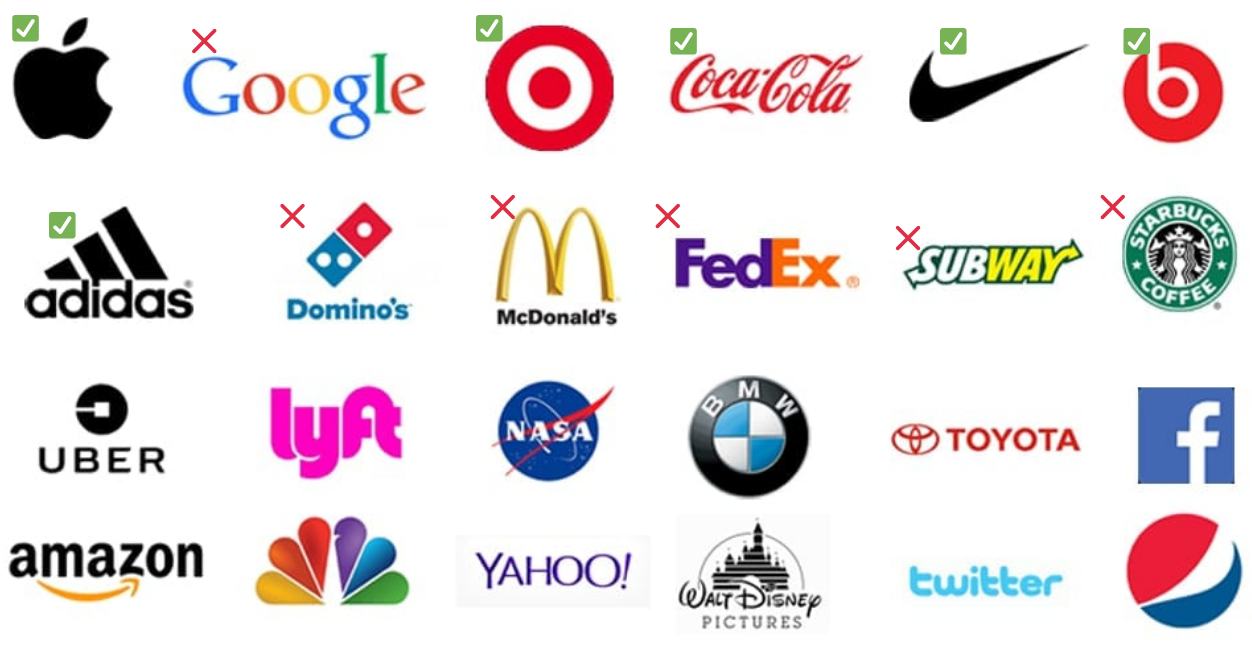 Google
Coca-Cola
b
adidas®
Domino's
McDonald's
FedEx®
SUBWAY
STARBUCKS
COFFEE
®
UBER
lyft
NASA
BMW
TOYOTA
f
amazon
YAHOO!
WALT DISNEY
PICTURES
twitter